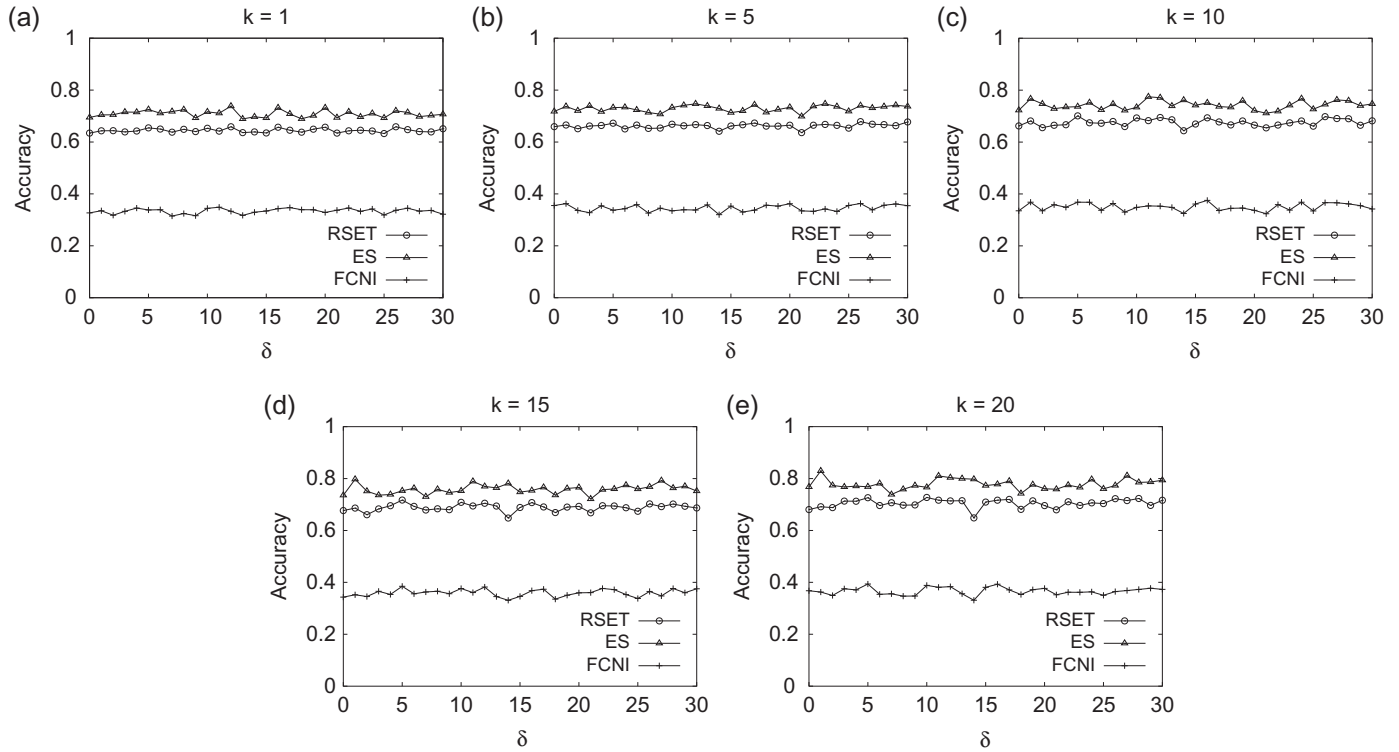 (a)
k = 1
1
0.8
0.6
0.4
0.2
0
Accuracy
RSET
ES
FCNI
0 5 10 15 20 25 30
δ
(b)
k = 5
1
0.8
0.6
0.4
0.2
0
Accuracy
RSET
ES
FCNI
0 5 10 15 20 25 30
δ
(c)
k = 10
1
0.8
0.6
0.4
0.2
0
Accuracy
RSET
ES
FCNI
0 5 10 15 20 25 30
δ
(d)
k = 15
1
0.8
0.6
0.4
0.2
0
Accuracy
RSET
ES
FCNI
0 5 10 15 20 25 30
δ
(e)
k = 20
1
0.8
0.6
0.4
0.2
0
Accuracy
RSET
ES
FCNI
0 5 10 15 20 25 30
δ